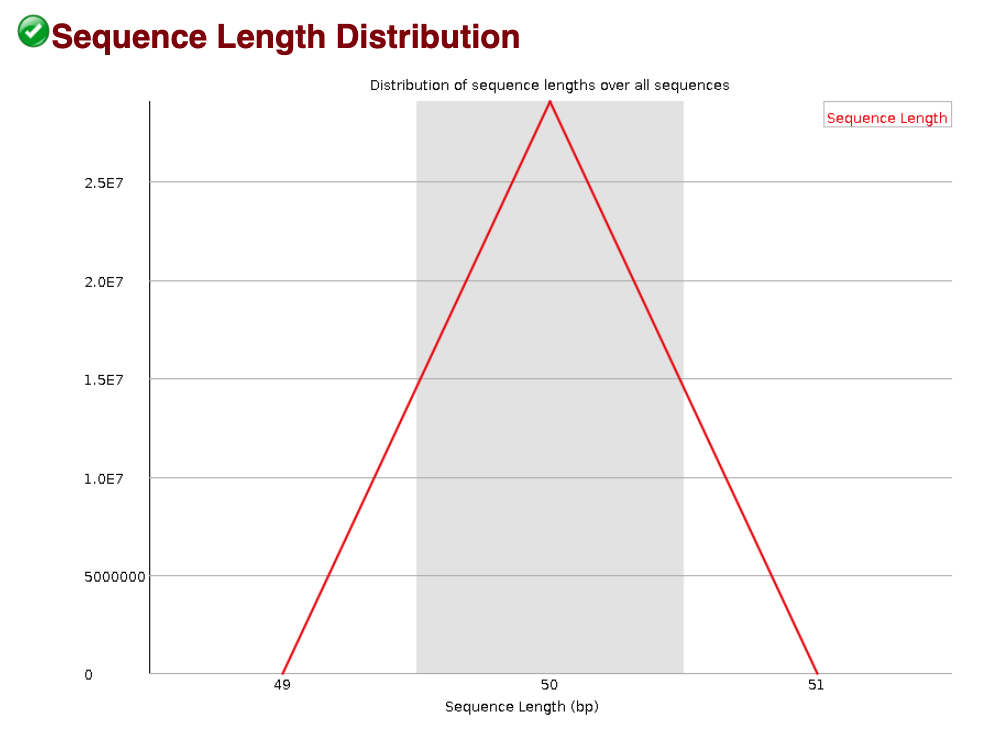 Sequence Length Distribution
Distribution of sequence lengths over all sequences
Sequence Length
2.5E7
2.0E7
1.5E7
1.0E7
5000000
0
49 50 51
Sequence Length (bp)